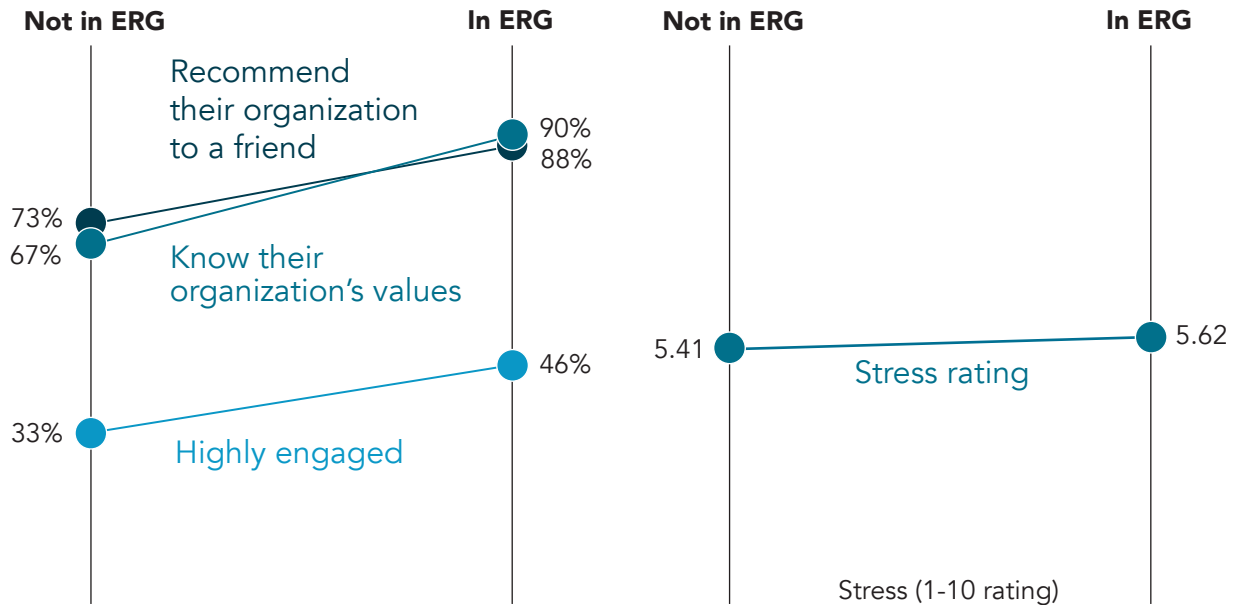 Not in ERG
In ERG
Recommend
their organization
to a friend
90%
88%
73%
67%
Know their
organization’s values
46%
33%
Highly engaged
Not in ERG
In ERG
5.41
5.62
Stress rating
Stress (1-10 rating)